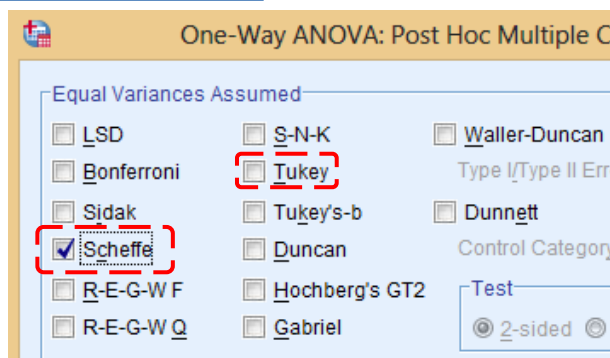 One-Way ANOVA: Post Hoc Multiple C
Equal Variances Assumed
LSD S-N-K Waller-Duncan
Bonferroni Tukey Type I/Type II Err
Sidak Tukey's-b Dunnett
Scheffe Duncan Control Category
R-E-G-W F Hochberg's GT2 Test
R-E-G-W Q Gabriel 2-sided